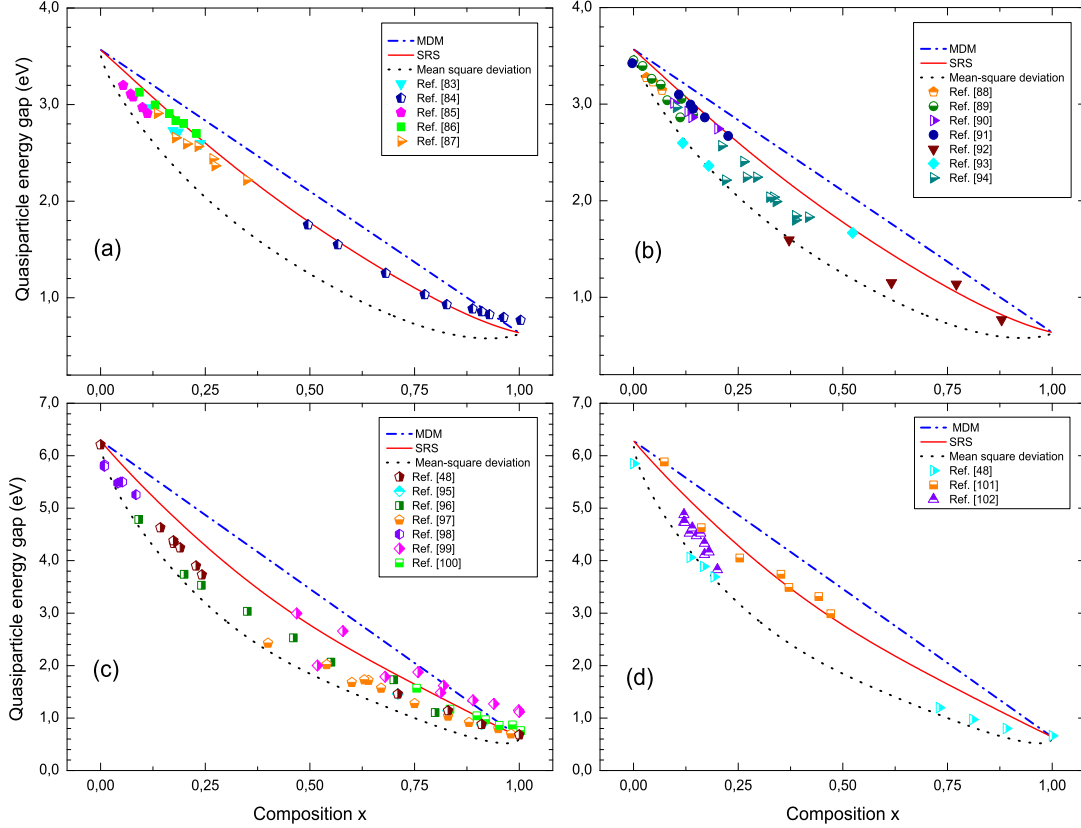 4,0
3,0
2,0
1,0
Quasiparticle energy gap (eV)
MDM
SRS
Mean square deviation
Ref. [83]
Ref. [84]
Ref. [85]
Ref. [86]
Ref. [87]
(a)
0,00 0,25 0,50 0,75 1,00
4,0
3,0
2,0
1,0
MDM
SRS
Mean-square deviation
Ref. [88]
Ref. [89]
Ref. [90]
Ref. [91]
Ref. [92]
Ref. [93]
Ref. [94]
(b)
0,00 0,25 0,50 0,75 1,00
7,0
6,0
5,0
4,0
3,0
2,0
1,0
0,0
Quasiparticle energy gap (eV)
MDM
SRS
Mean-square deviation
Ref. [48]
Ref. [95]
Ref. [96]
Ref. [97]
Ref. [98]
Ref. [99]
Ref. [100]
(c)
0,00 0,25 0,50 0,75 1,00
Composition x
7,0
6,0
5,0
4,0
3,0
2,0
1,0
0,0
MDM
SRS
Mean-square deviation
Ref. [48]
Ref. [101]
Ref. [102]
(d)
0,00 0,25 0,50 0,75 1,00
Composition x